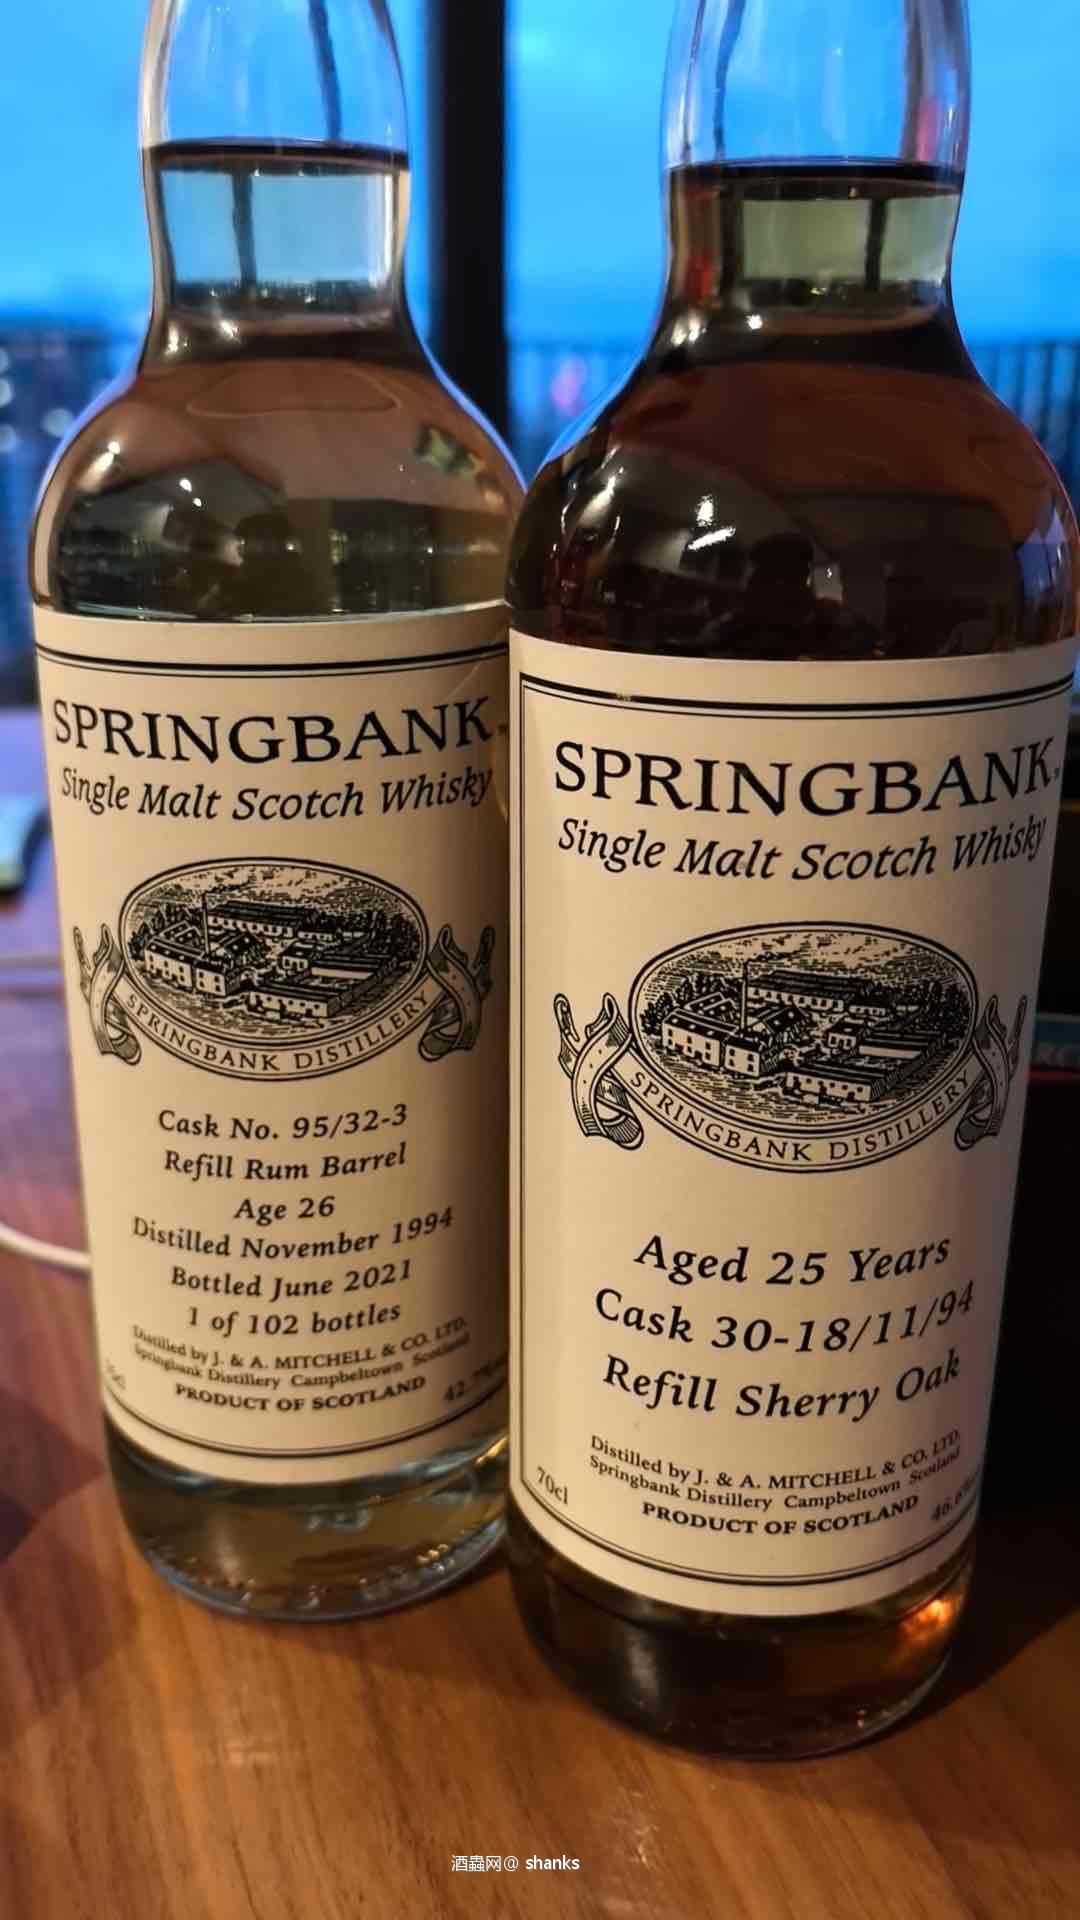 SPRINGBANK
Single Malt Scotch Whisky
SPRINGBANK DISTILLERY
Cask No. 95/32-3
Refill Rum Barrel
Age 26
Distilled November 1994
Bottled June 2021
1 of 102 bottles
Distilled by J. & A. MITCHELL & CO. LTD.
Springbank Distillery Campbeltown Scotland
PRODUCT OF SCOTLAND
SPRINGBANK
Single Malt Scotch Whisky
SPRINGBANK DISTILLERY
Aged 25 Years
Cask 30-18/11/94
Refill Sherry Oak
Distilled by J. & A. MITCHELL & CO. LTD.
Springbank Distillery Campbeltown Scotland
70cl
PRODUCT OF SCOTLAND
酒蟲网@ shanks